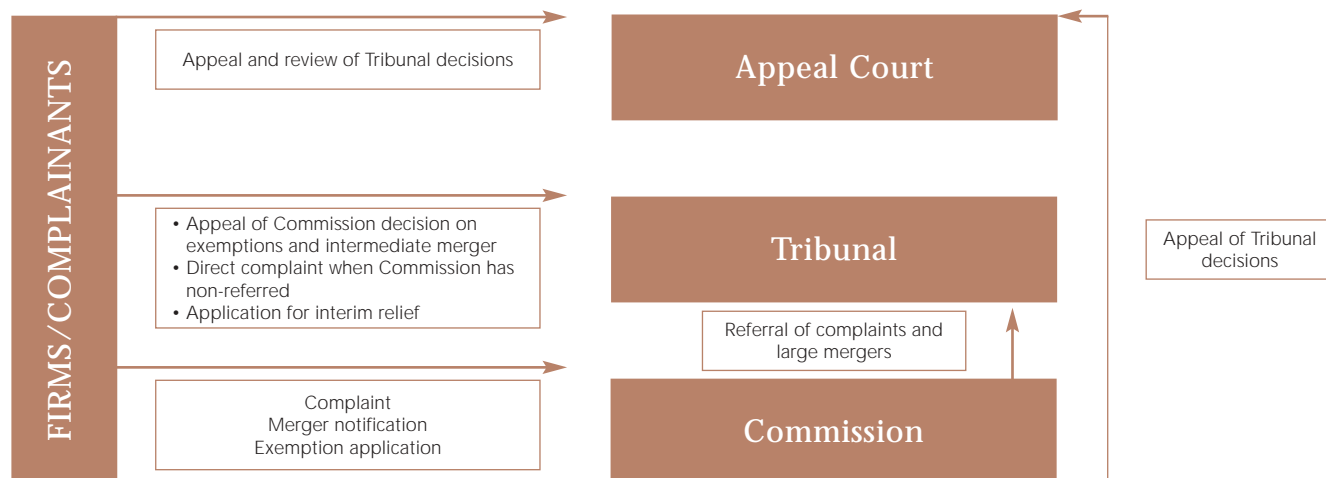 FIRMS/COMPLAINANTS
Appeal and review of Tribunal decisions
Appeal Court
• Appeal of Commission decision on
exemptions and intermediate merger
• Direct complaint when Commission has
non-referred
• Application for interim relief
Tribunal
Appeal of Tribunal
decisions
Referral of complaints and
large mergers
Complaint
Merger notification
Exemption application
Commission